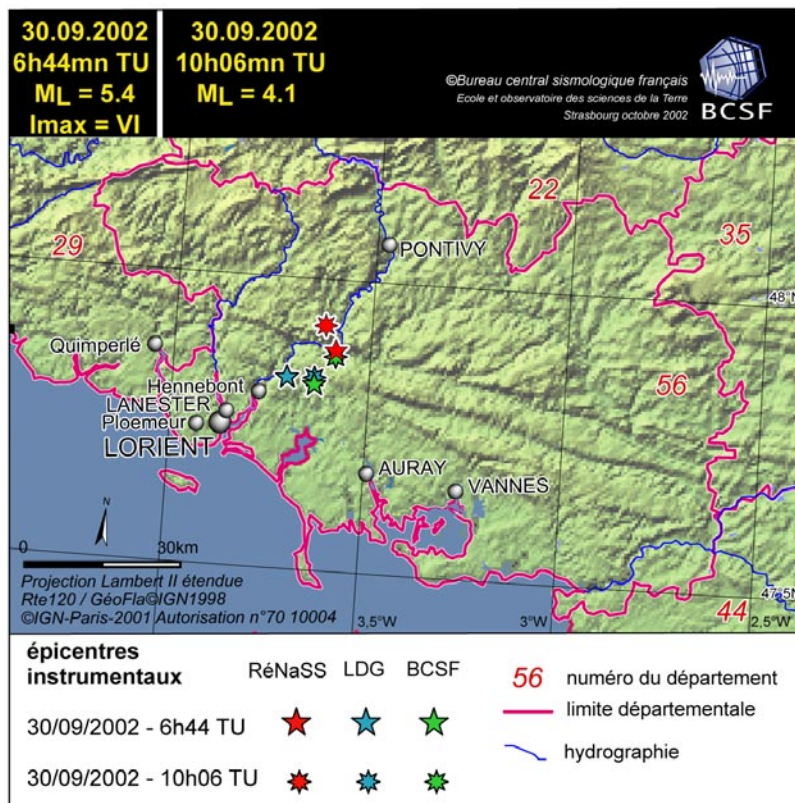 30.09.2002
6h44mn TU
ML = 5.4
Imax = VI
30.09.2002
10h06mn TU
ML = 4.1
©Bureau central sismologique français
Ecole et observatoire des sciences de la Terre
Strasbourg octobre 2002
BCSF
22
35
29
PONTIVY
48°N
Quimperlé
56
Hennebont
LANESTER
Ploemeur
LORIENT
AURAY
VANNES
N
0 30km
Projection Lambert II étendue
Rte120 / GéoFla©IGN1998
©IGN-Paris-2001 Autorisation n°70 10004
47,5N
44
3,5°W
3°W
2,5°W
épicentres
instrumentaux
RéNaSS LDG BCSF
30/09/2002 - 6h44 TU
30/09/2002 - 10h06 TU
56 numéro du département
limite départementale
hydrographie